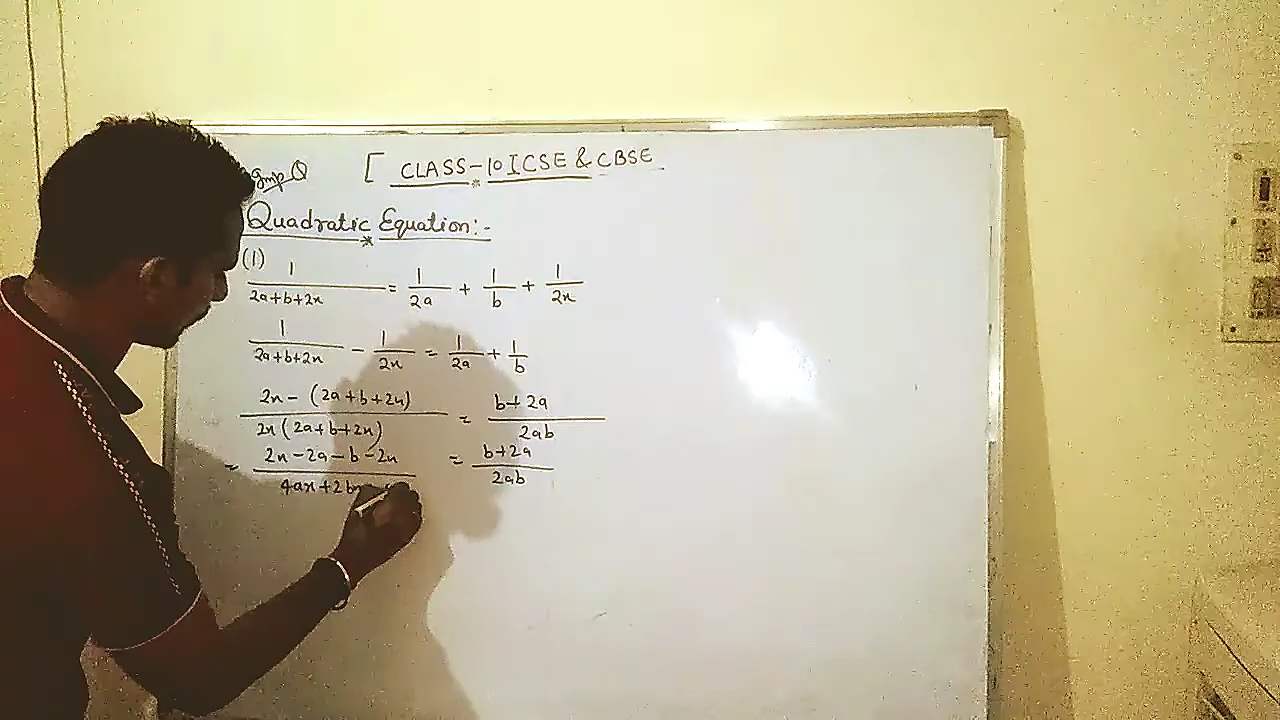 Imp Q [ CLASS-10 ICSE & CBSE
Quadratic Equation:-
(1) 1/(2a+b+2x) = 1/2a + 1/b + 1/2x
1/(2a+b+2x) - 1/2x = 1/2a + 1/b
(2x-(2a+b+2x))/(2x(2a+b+2x)) = (b+2a)/2ab
= (2x-2a-b-2x)/(4ax+2b = (b+2a)/2ab